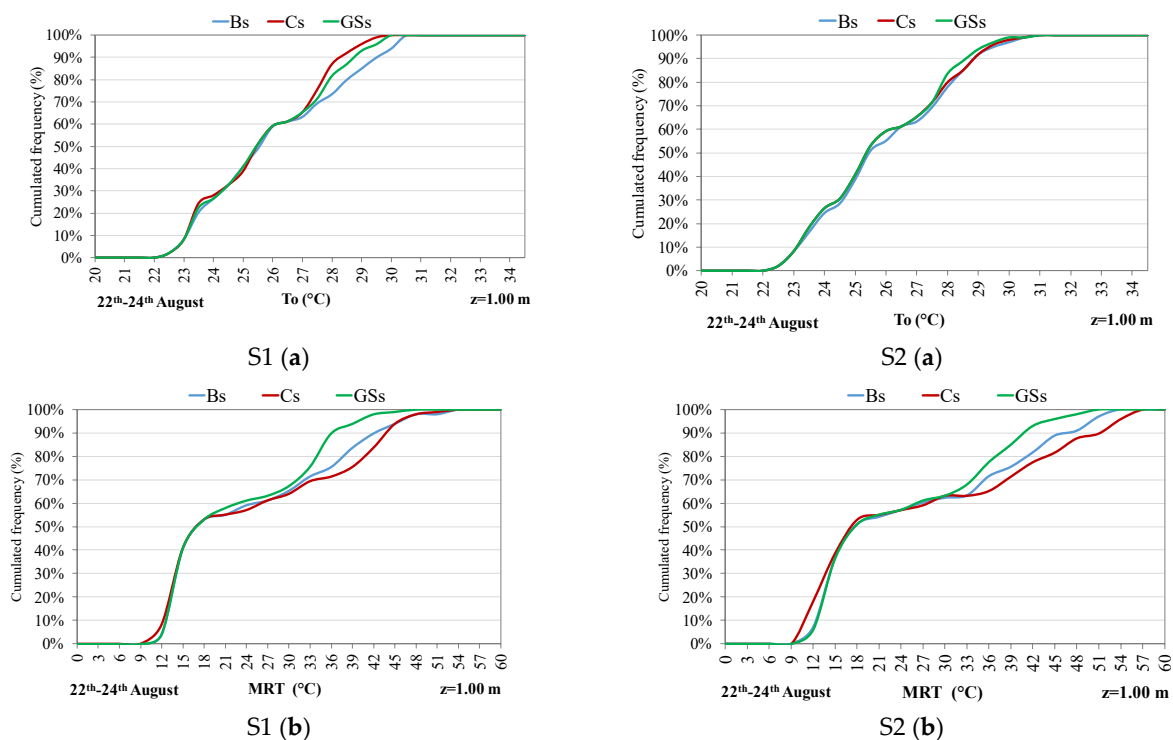 Bs Cs GSs
Cumulated frequency (%)
100%
90%
80%
70%
60%
50%
40%
30%
20%
10%
0%
20 21 22 23 24 25 26 27 28 29 30 31 32 33 34
22th-24th August To (°C) z=1.00 m
S1 (a)
Bs Cs GSs
Cumulated frequency (%)
100%
90%
80%
70%
60%
50%
40%
30%
20%
10%
0%
20 21 22 23 24 25 26 27 28 29 30 31 32 33 34
22th-24th August To (°C) z=1.00 m
S2 (a)
Bs Cs GSs
Cumulated frequency (%)
100%
90%
80%
70%
60%
50%
40%
30%
20%
10%
0%
0 3 6 9 12 15 18 21 24 27 30 33 36 39 42 45 48 51 54 57 60
22th-24th August MRT (°C) z=1.00 m
S1 (b)
Bs Cs GSs
Cumulated frequency (%)
100%
90%
80%
70%
60%
50%
40%
30%
20%
10%
0%
0 3 6 9 12 15 18 21 24 27 30 33 36 39 42 45 48 51 54 57 60
22th-24th August MRT (°C) z=1.00 m
S2 (b)